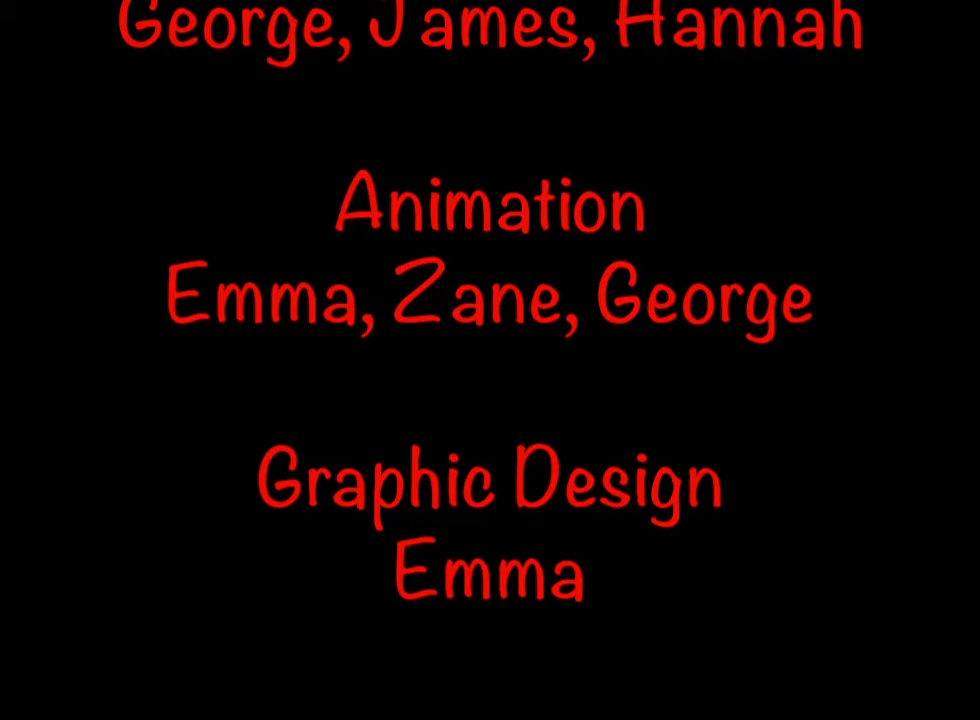 George, James, Hannah
Animation
Emma, Zane, George
Graphic Design
Emma